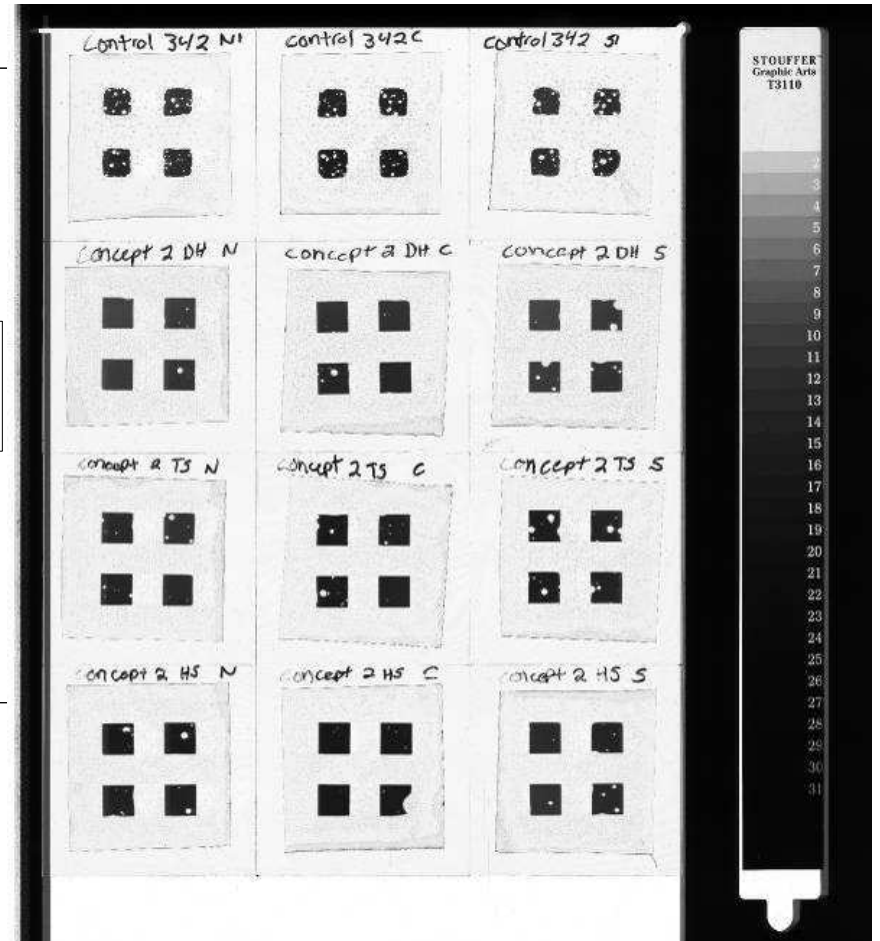 Control 342 N1
control 342 C
control 342 S1
STOUFFER
Graphic Arts
T3110
concept 2 DH N
concept 2 DH C
concept 2 DH S
concept 2 TS N
concept 2 TS C
concept 2 TS S
concept 2 HS N
concept 2 HS C
concept 2 HS S
2
3
4
5
6
7
8
9
10
11
12
13
14
15
16
17
18
19
20
21
22
23
24
25
26
27
28
29
30
31